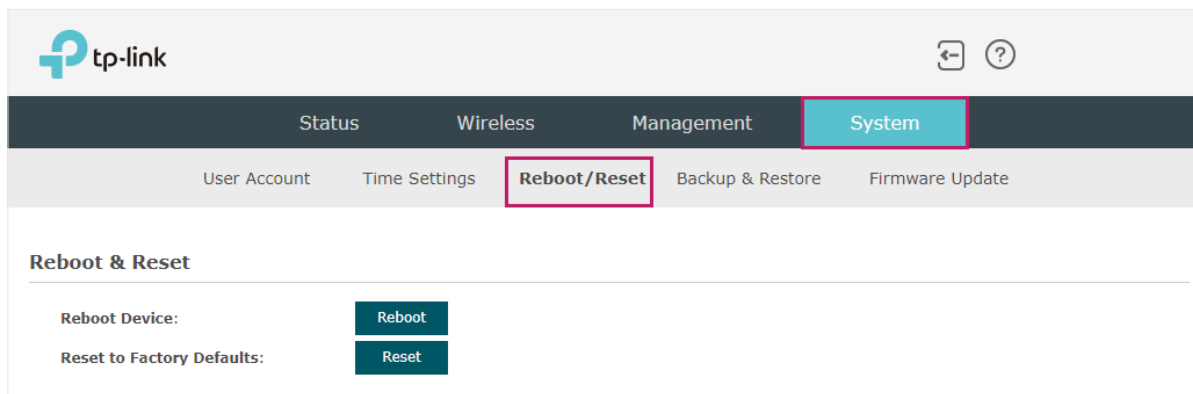 tp-link
?
Status Wireless Management System
User Account Time Settings Reboot/Reset Backup & Restore Firmware Update
Reboot & Reset
Reboot Device: Reboot
Reset to Factory Defaults: Reset